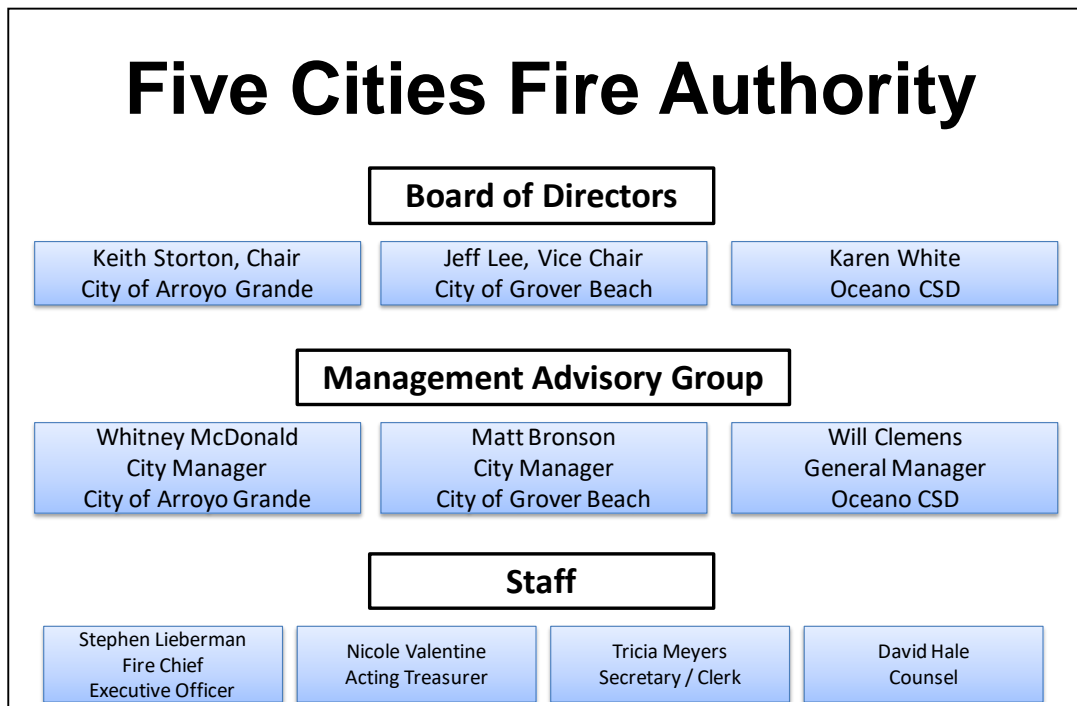 Five Cities Fire Authority
Board of Directors
Keith Storton, Chair
City of Arroyo Grande
Jeff Lee, Vice Chair
City of Grover Beach
Karen White
Oceano CSD
Management Advisory Group
Whitney McDonald
City Manager
City of Arroyo Grande
Matt Bronson
City Manager
City of Grover Beach
Will Clemens
General Manager
Oceano CSD
Staff
Stephen Lieberman
Fire Chief
Executive Officer
Nicole Valentine
Acting Treasurer
Tricia Meyers
Secretary / Clerk
David Hale
Counsel